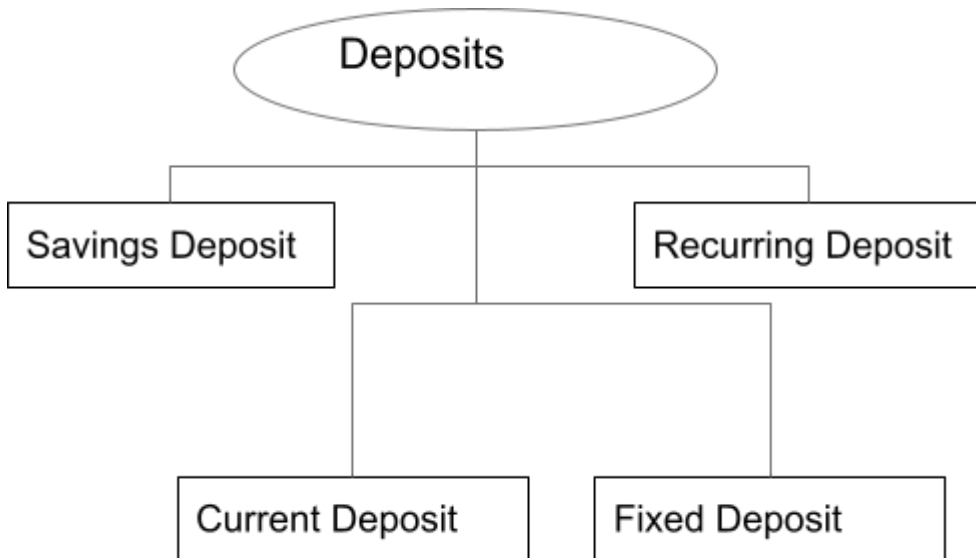 Deposits
Savings Deposit
Recurring Deposit
Current Deposit
Fixed Deposit